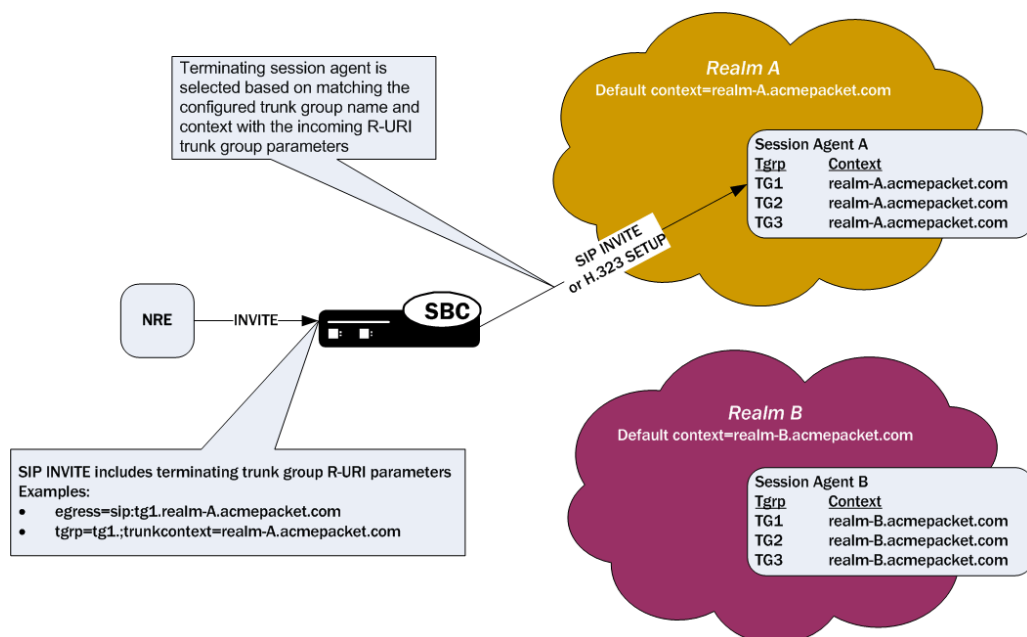 Terminating session agent is
selected based on matching the
configured trunk group name and
context with the incoming R-URI
trunk group parameters
Realm A
Default context=realm-A.acmepacket.com
Session Agent A
Tgrp Context
TG1 realm-A.acmepacket.com
TG2 realm-A.acmepacket.com
TG3 realm-A.acmepacket.com
SIP INVITE
or H.323 SETUP
NRE
INVITE
SBC
Realm B
Default context=realm-B.acmepacket.com
Session Agent B
Tgrp Context
TG1 realm-B.acmepacket.com
TG2 realm-B.acmepacket.com
TG3 realm-B.acmepacket.com
SIP INVITE includes terminating trunk group R-URI parameters
Examples:
• egress=sip:tg1.realm-A.acmepacket.com
• tgrp=tg1.;trunkcontext=realm-A.acmepacket.com